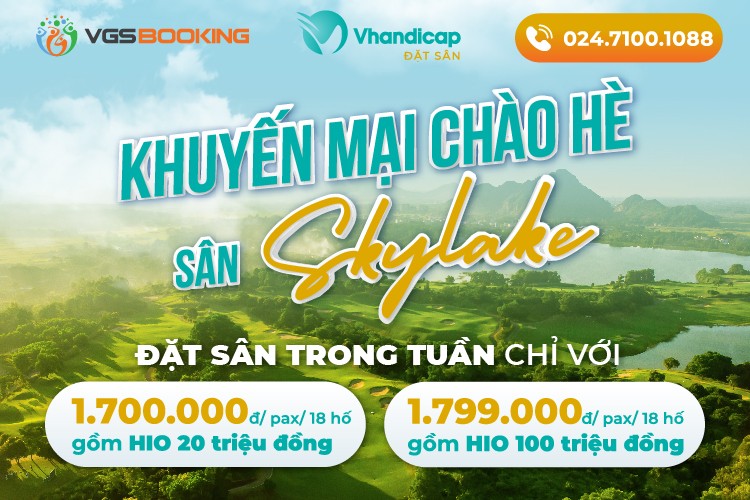 VGSBOOKING
Vhandicap
ĐẶT SÂN
024.7100.1088
KHUYẾN MẠI CHÀO HÈ
SÂN Skylake
ĐẶT SÂN TRONG TUẦN CHỈ VỚI
1.700.000đ/ pax/ 18 hố
gồm HIO 20 triệu đồng
1.799.000đ/ pax/ 18 hố
gồm HIO 100 triệu đồng